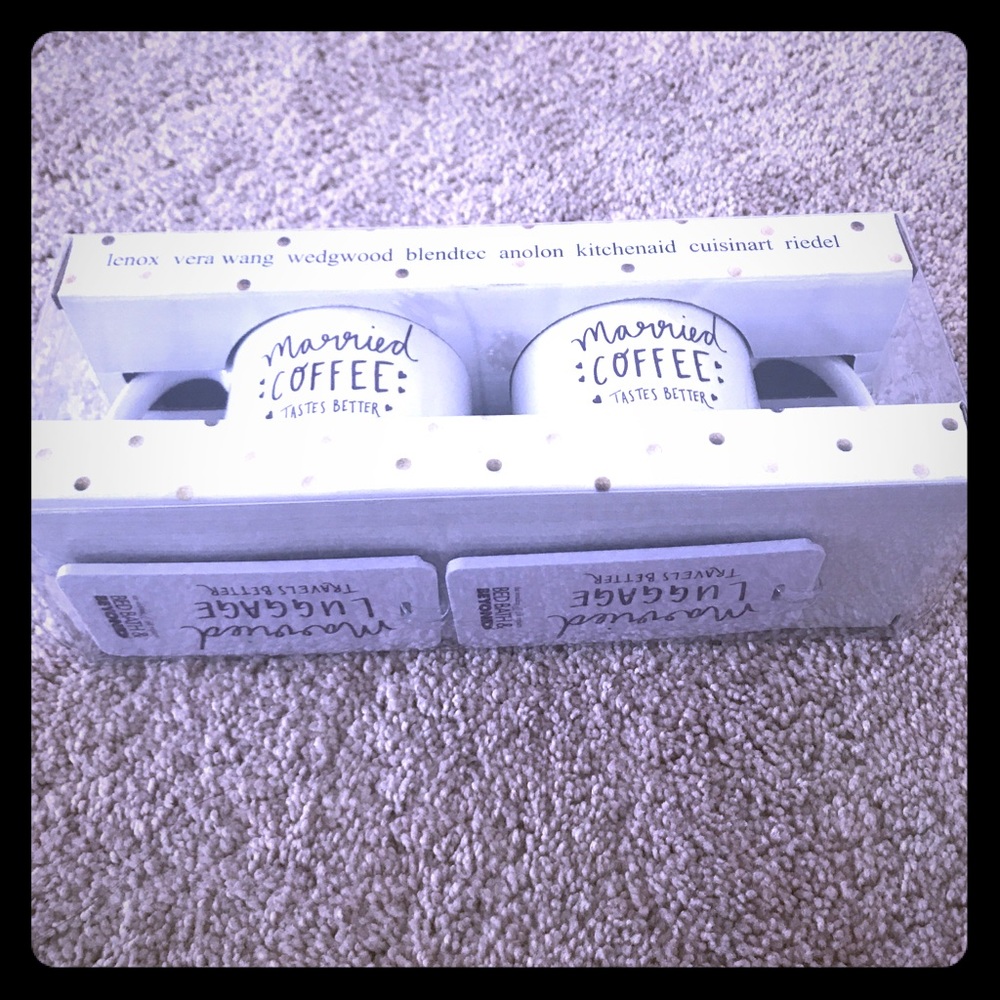 lenox vera wang wedgwood blendtec anolon kitchenaid cuisinart riedel
Married
COFFEE
TASTES BETTER
Married
COFFEE
TASTES BETTER
Married
LUGGAGE
TRAVELS BETTER
BED BATH &
BEYOND
Married
LUGGAGE
TRAVELS BETTER
BED BATH &
BEYOND